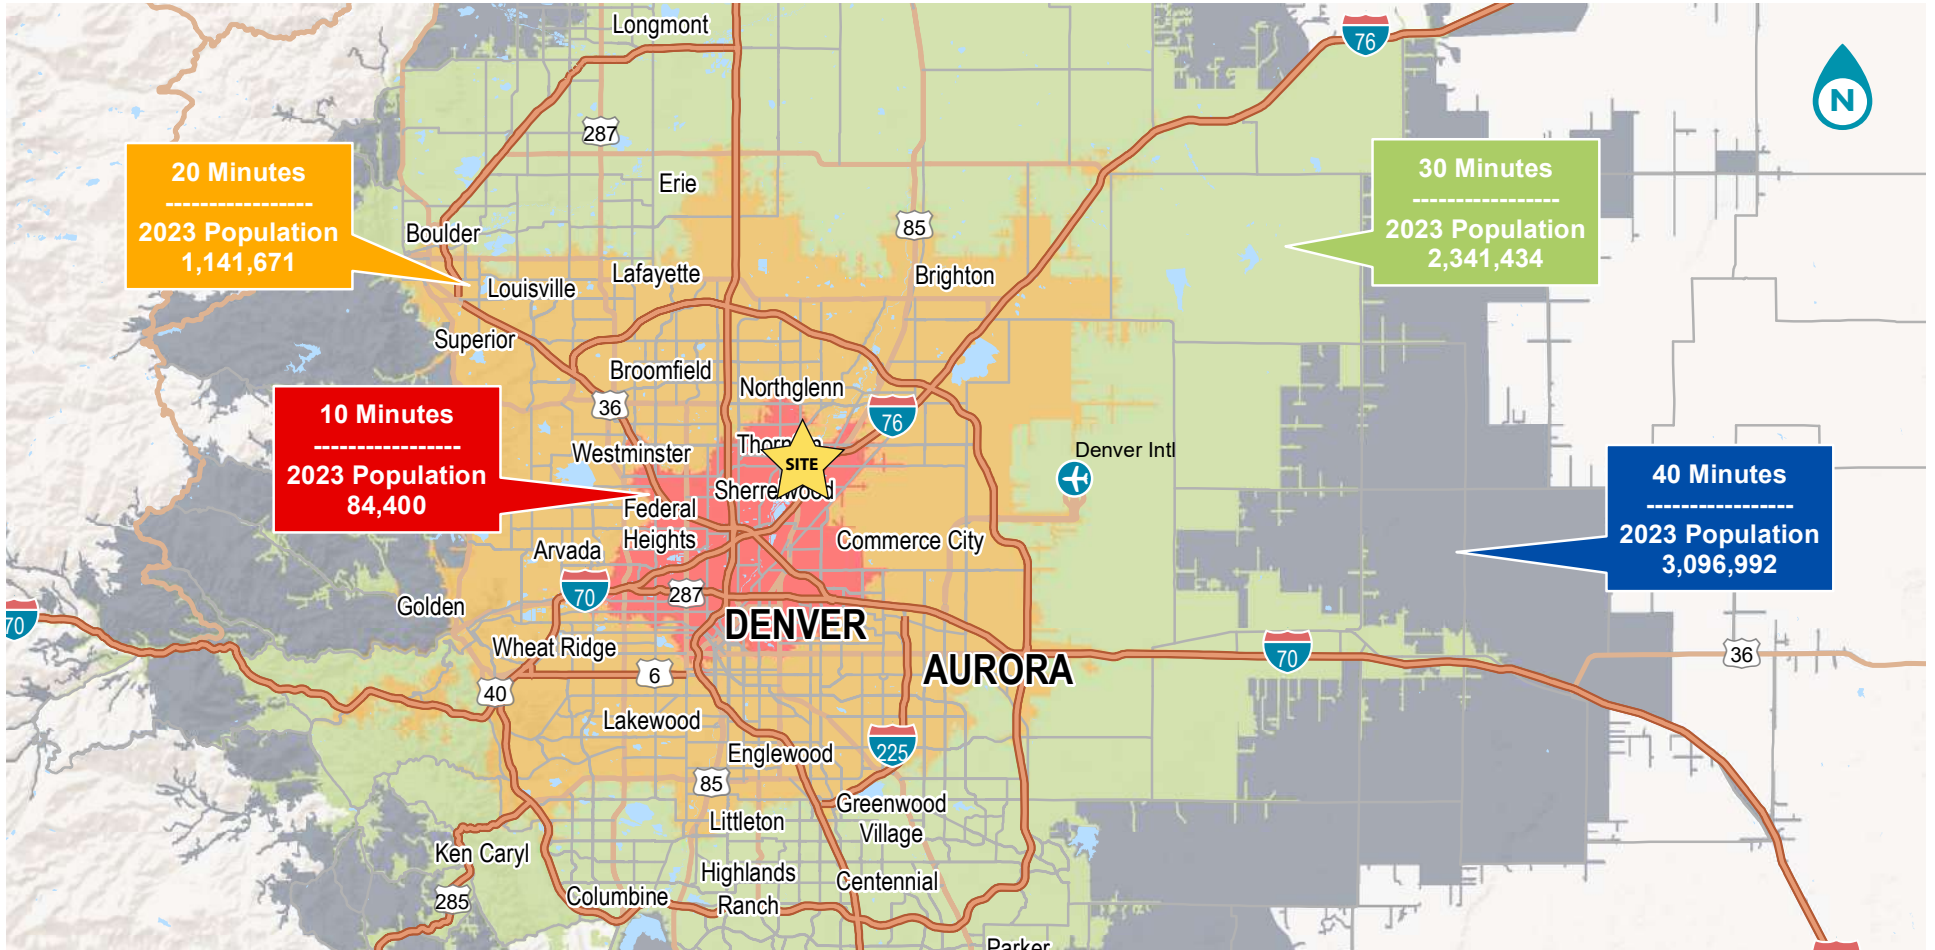 Longmont
76
N
287
20 Minutes
-----------------
2023 Population
1,141,671
30 Minutes
-----------------
2023 Population
2,341,434
Erie
Boulder
85
Lafayette
Brighton
Louisville
Superior
Broomfield
Northglenn
36
76
10 Minutes
-----------------
2023 Population
84,400
Westminster
SITE
Denver Intl
Federal
Heights
40 Minutes
-----------------
2023 Population
3,096,992
Arvada
Commerce City
70
287
Golden
70
DENVER
Wheat Ridge
AURORA
70
36
6
40
Lakewood
Englewood
225
85
Greenwood
Village
Littleton
Ken Caryl
Highlands
Ranch
Centennial
Columbine
285